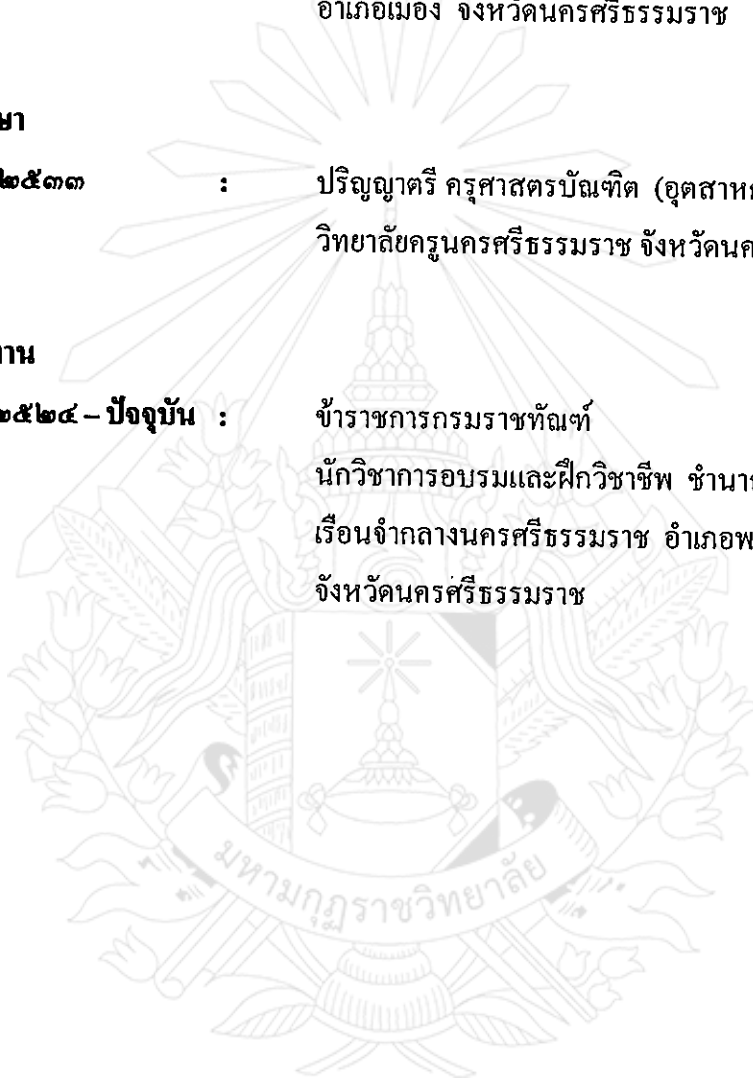 อำเภอเมือง จังหวัดนครศรีธรรมราช
ษา
๒๕๓๓ : ปริญญาตรี ครุศาสตรบัณฑิต (อุตสาห
วิทยาลัยครูนครศรีธรรมราช จังหวัดนค
งาน
๒๕๒๔ – ปัจจุบัน : ข้าราชการกรมราชทัณฑ์
นักวิชาการอบรมและฝึกวิชาชีพ ชำนา
เรือนจำกลางนครศรีธรรมราช อำเภอพ
จังหวัดนครศรีธรรมราช
มหามกุฏราชวิทยาลัย